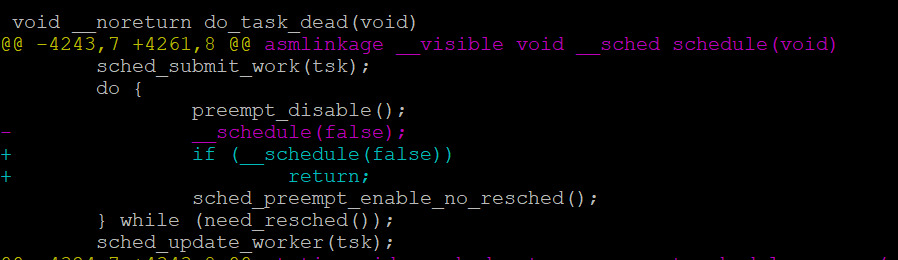 void __noreturn do_task_dead(void)
@@ -4243,7 +4261,8 @@ asmlinkage __visible void __sched schedule(void)
sched_submit_work(tsk);
do {
preempt_disable();
- __schedule(false);
+ if (__schedule(false))
+ return;
sched_preempt_enable_no_resched();
} while (need_resched());
sched_update_worker(tsk);